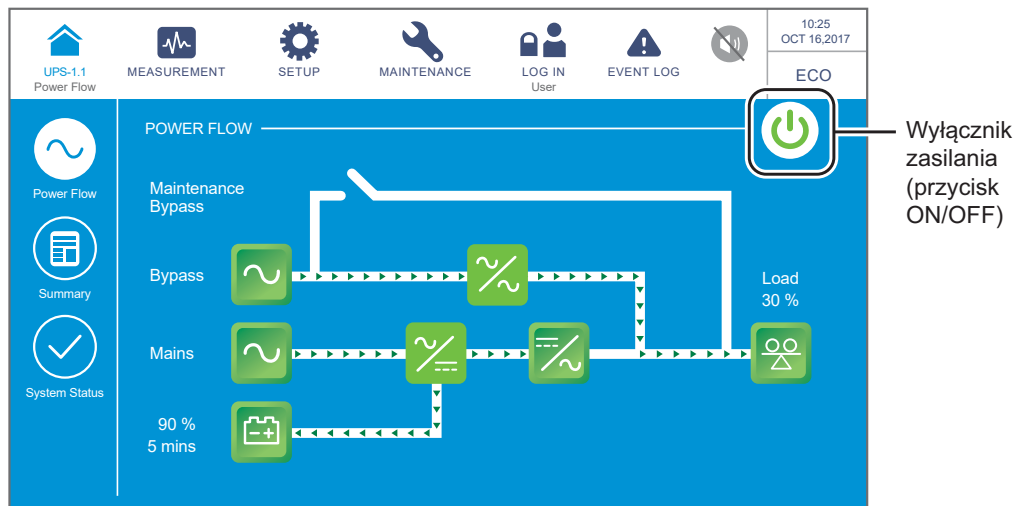 UPS-1.1
Power Flow
MEASUREMENT
SETUP
MAINTENANCE
LOG IN
User
EVENT LOG
10:25
OCT 16,2017
ECO
Power Flow
Summary
System Status
POWER FLOW
Maintenance
Bypass
Bypass
Mains
90 %
5 mins
Load
30 %
Wyłącznik
zasilania
(przycisk
ON/OFF)